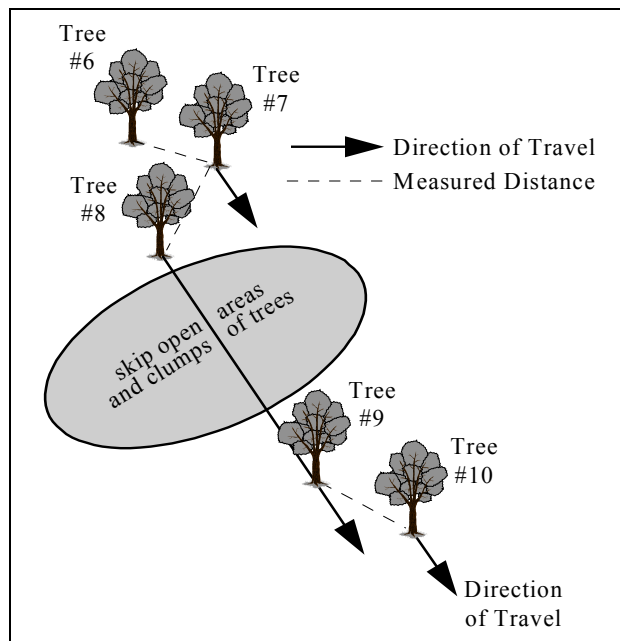 Tree
#6
Tree
#7
Direction of Travel
Measured Distance
Tree
#8
skip open areas
and clumps of trees
Tree
#9
Tree
#10
Direction
of Travel